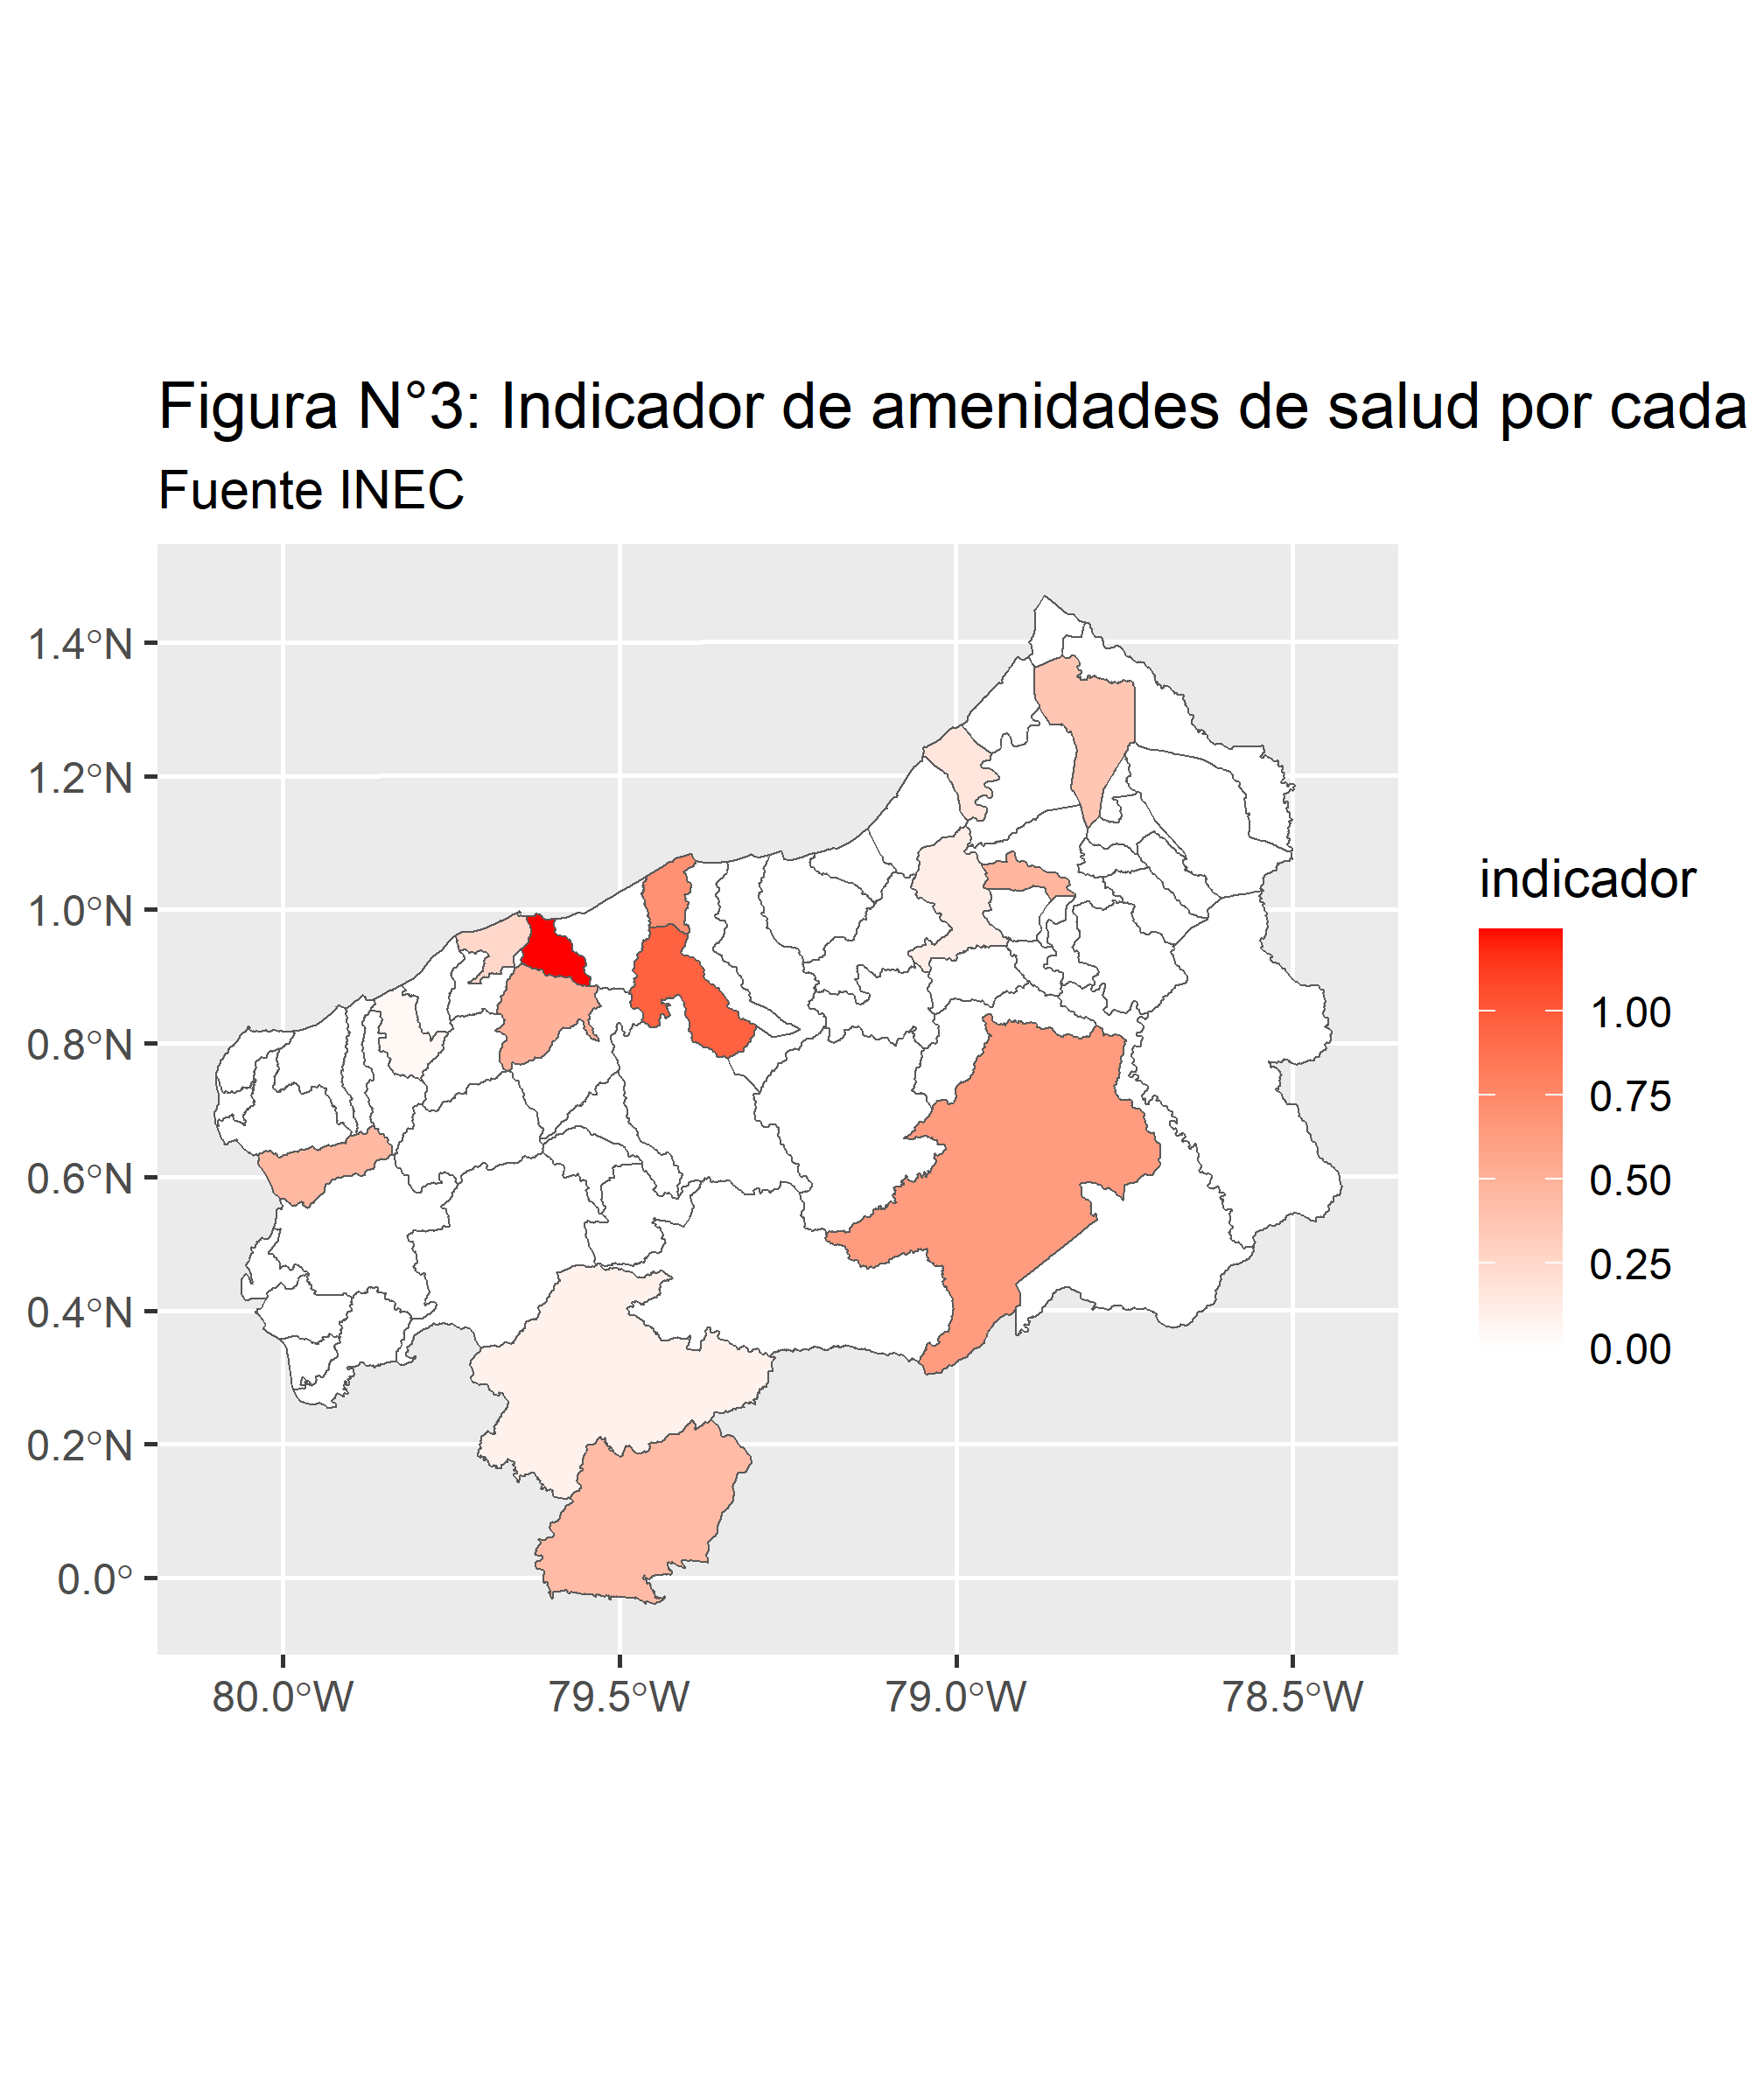 Figura N°3: Indicador de amenidades de salud por cada
Fuente INEC
1.4°N
1.2°N
1.0°N
0.8°N
0.6°N
0.4°N
0.2°N
0.0°
80.0°W
79.5°W
79.0°W
78.5°W
indicador
1.00
0.75
0.50
0.25
0.00